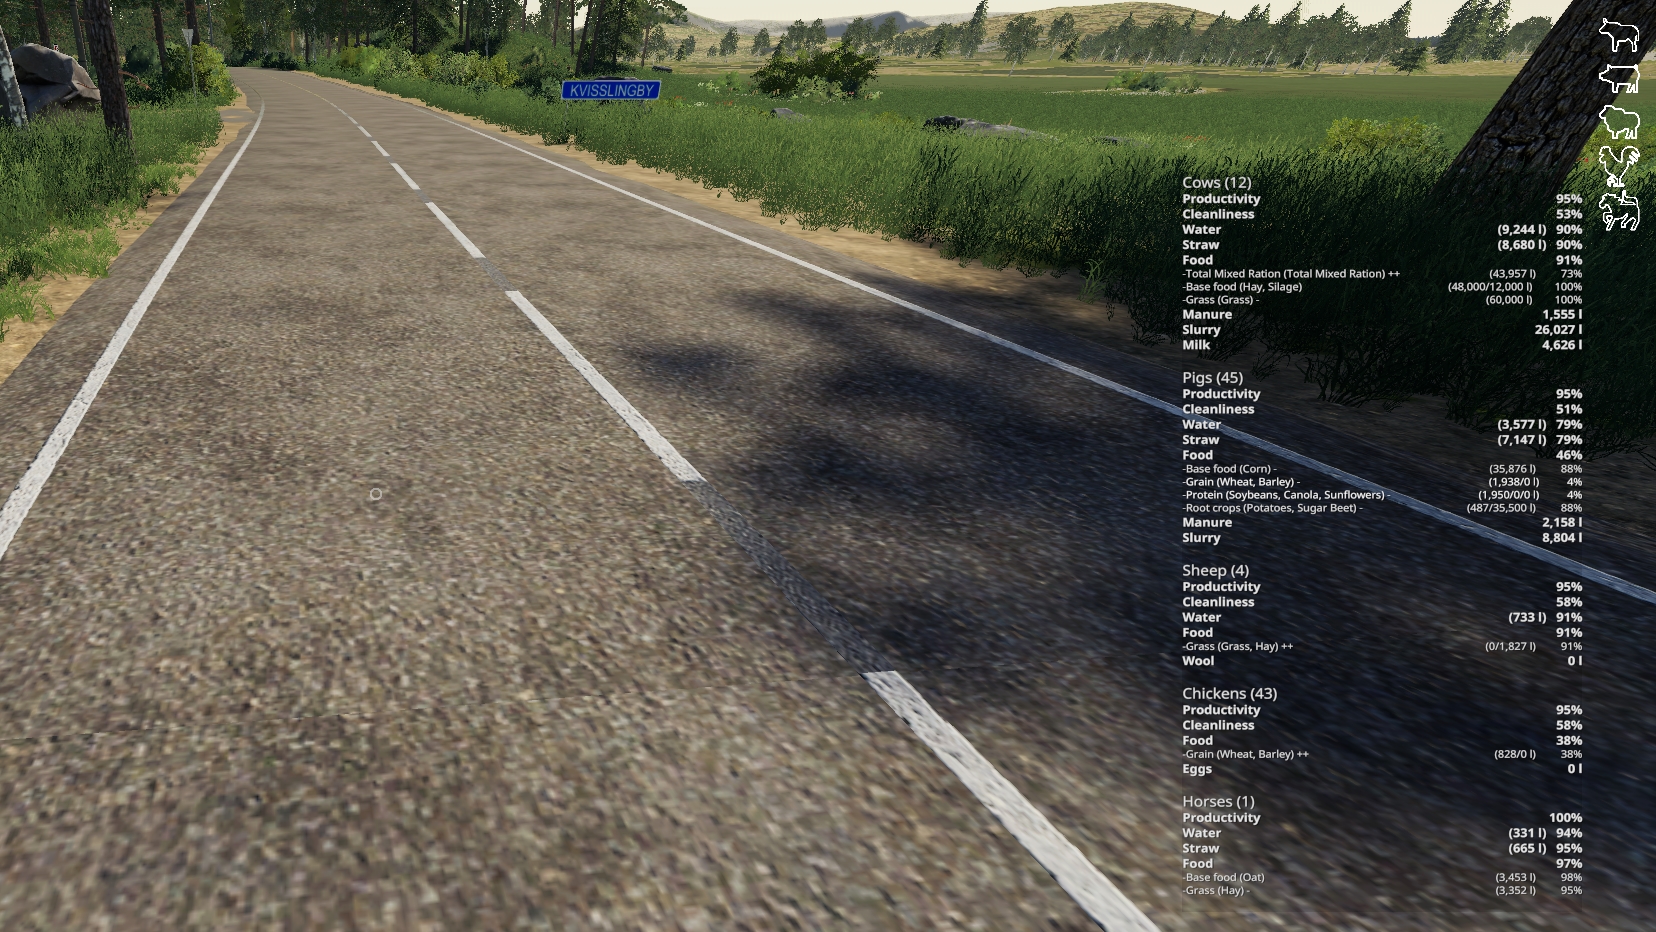 KVISSLINGBY
Cows (12)
Productivity 95%
Cleanliness 53%
Water (9,244 l) 90%
Straw (8,680 l) 90%
Food 91%
-Total Mixed Ration (Total Mixed Ration) ++ (43,957 l) 73%
-Base food (Hay, Silage) (48,000/12,000 l) 100%
-Grass (Grass) - (60,000 l) 100%
Manure 1,555 l
Slurry 26,027 l
Milk 4,626 l
Pigs (45)
Productivity 95%
Cleanliness 51%
Water (3,577 l) 79%
Straw (7,147 l) 79%
Food 46%
-Base food (Corn) - (35,876 l) 88%
-Grain (Wheat, Barley) - (1,938/0 l) 4%
-Protein (Soybeans, Canola, Sunflowers) - (1,950/0/0 l) 4%
-Root crops (Potatoes, Sugar Beet) - (487/35,500 l) 88%
Manure 2,158 l
Slurry 8,804 l
Sheep (4)
Productivity 95%
Cleanliness 58%
Water (733 l) 91%
Food 91%
-Grass (Grass, Hay) ++ (0/1,827 l) 91%
Wool 0 l
Chickens (43)
Productivity 95%
Cleanliness 58%
Food 38%
-Grain (Wheat, Barley) ++ (828/0 l) 38%
Eggs 0 l
Horses (1)
Productivity 100%
Water (331 l) 94%
Straw (665 l) 95%
Food 97%
-Base food (Oat) (3,453 l) 98%
-Grass (Hay) - (3,352 l) 95%